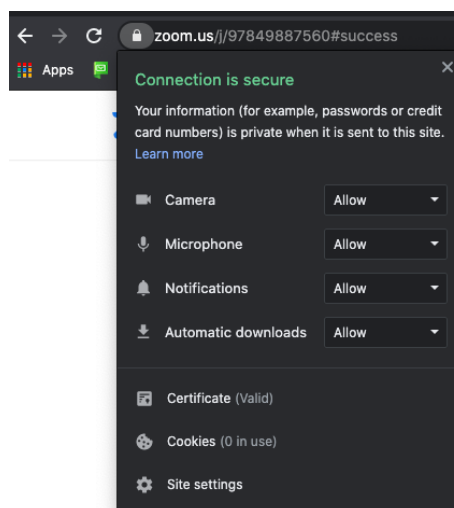 zoom.us/j/97849887560#success
Apps
Connection is secure
Your information (for example, passwords or credit
card numbers) is private when it is sent to this site.
Learn more
Camera Allow
Microphone Allow
Notifications Allow
Automatic downloads Allow
Certificate (Valid)
Cookies (0 in use)
Site settings